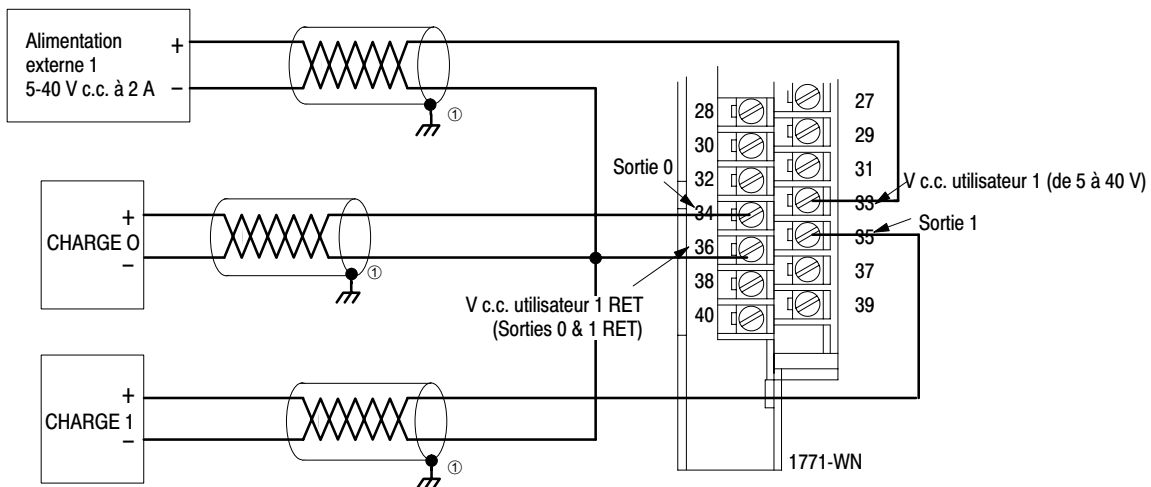 Alimentation
externe 1
5-40 V c.c. à 2 A
+
−
①
CHARGE 0
+
−
①
CHARGE 1
+
−
①
Sortie 0
V c.c. utilisateur 1 RET
(Sorties 0 & 1 RET)
28
30
32
34
36
38
40
27
29
31
33
35
37
39
V c.c. utilisateur 1 (de 5 à 40 V)
Sortie 1
1771-WN